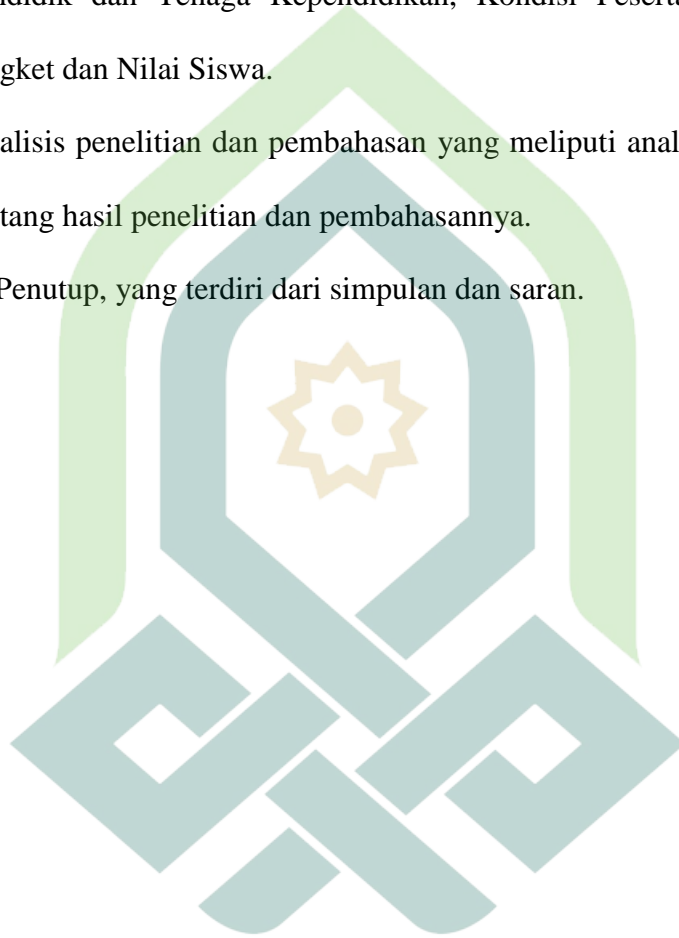 didik dan Tenaga Kependidikan, Kondisi Peserta
gket dan Nilai Siswa.
alisis penelitian dan pembahasan yang meliputi anal
tang hasil penelitian dan pembahasannya.
Penutup, yang terdiri dari simpulan dan saran.